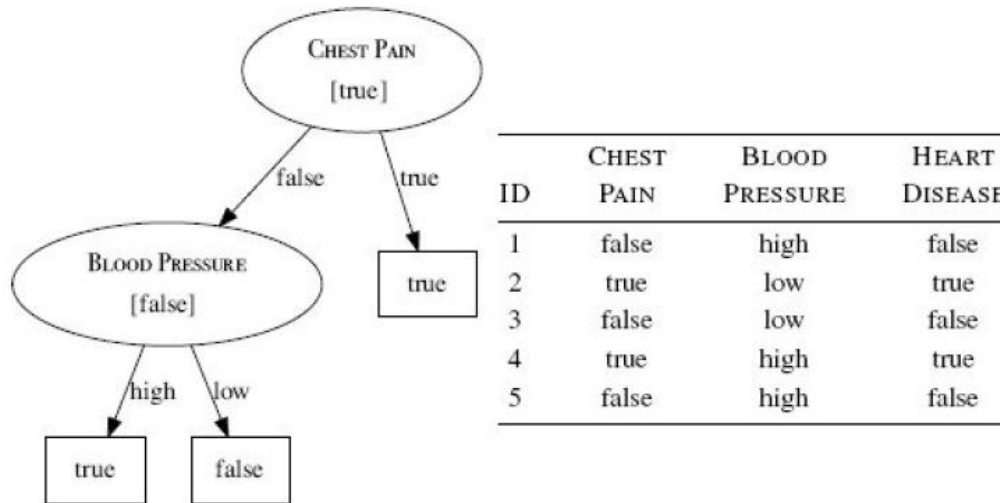 CHEST PAIN
[true]
false
true
BLOOD PRESSURE
[false]
true
high
low
true
false
CHEST BLOOD HEART
ID PAIN PRESSURE DISEASE
1 false high false
2 true low true
3 false low false
4 true high true
5 false high false